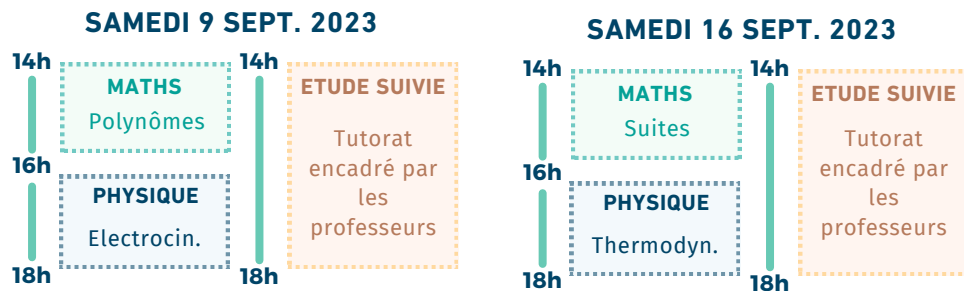 SAMEDI 9 SEPT. 2023
14h
MATHS
Polynômes
16h
PHYSIQUE
Electrocin.
18h
14h
ETUDE SUIVIE
Tutorat
encadré par
les
professeurs
18h
SAMEDI 16 SEPT. 2023
14h
MATHS
Suites
16h
PHYSIQUE
Thermodyn.
18h
14h
ETUDE SUIVIE
Tutorat
encadré par
les
professeurs
18h